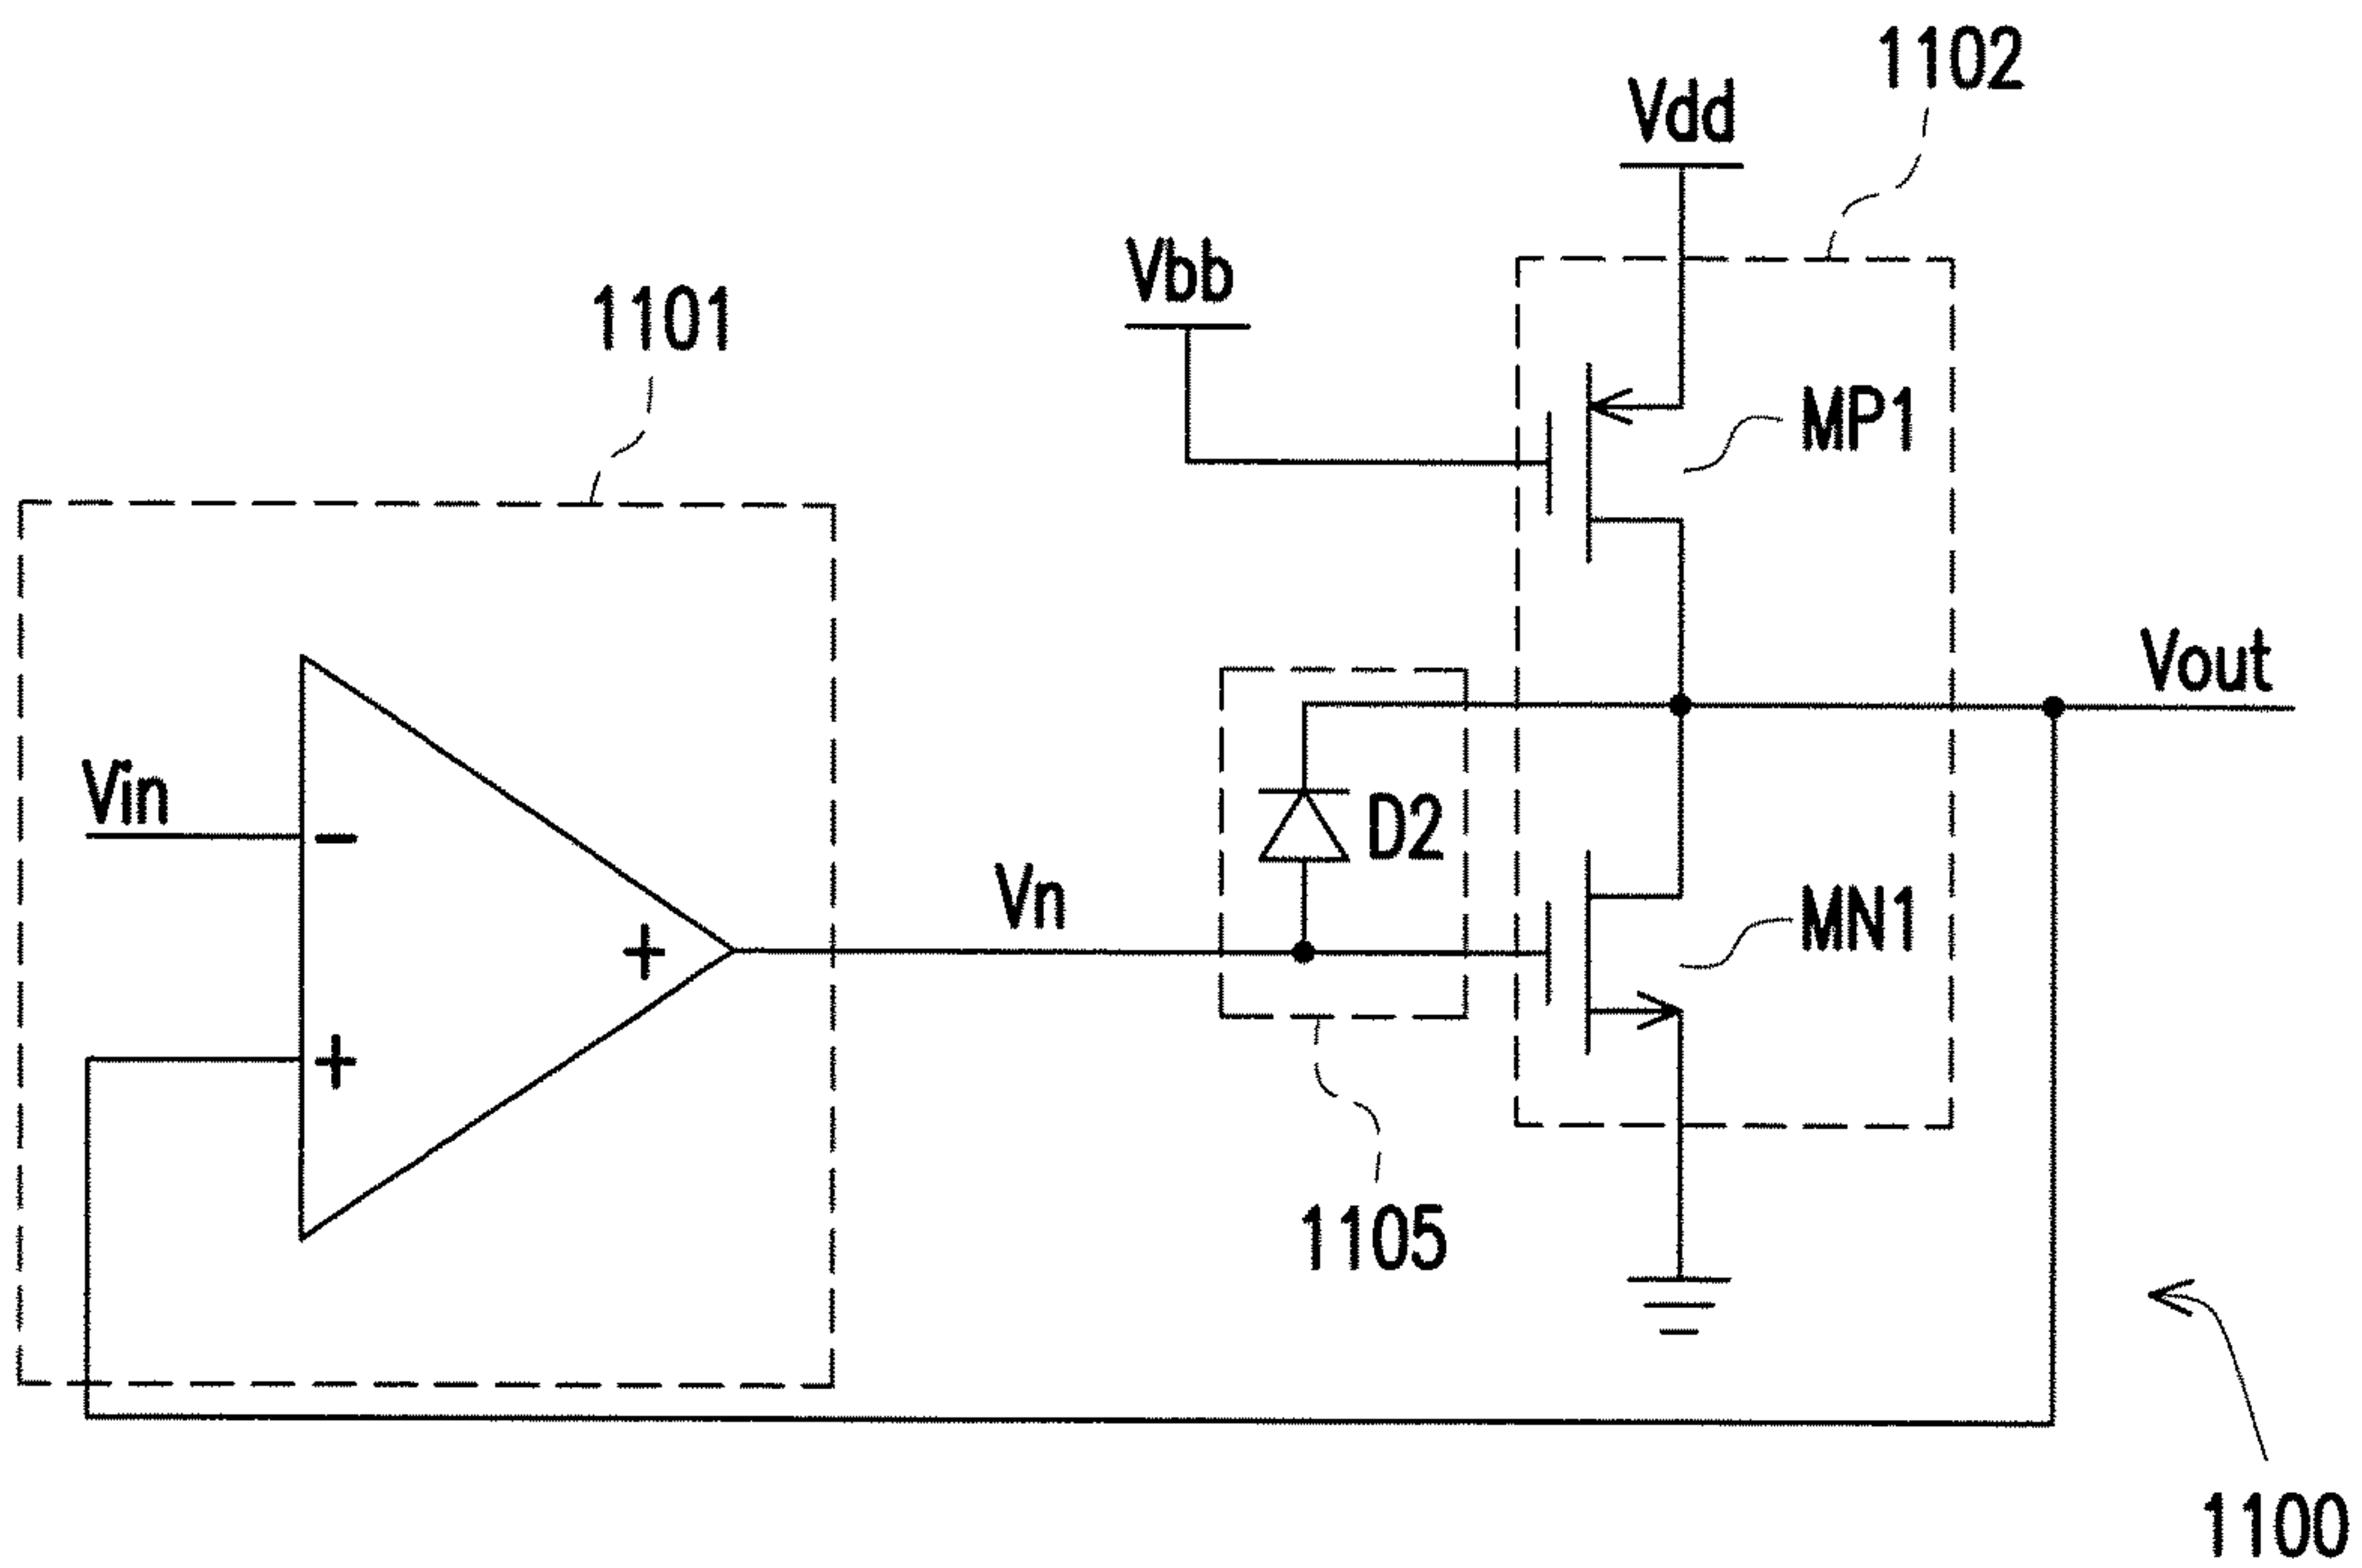 1102
Vdd
Vbb
1101
MP1
Vout
Vin
−
D2
Vn
MN1
+
+
1105
1100